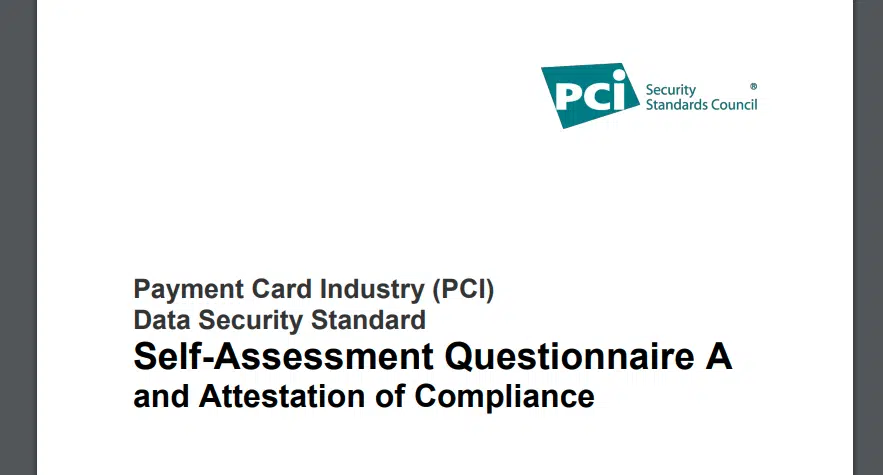 PCI Security ®
Standards Council
Payment Card Industry (PCI)
Data Security Standard
Self-Assessment Questionnaire A
and Attestation of Compliance